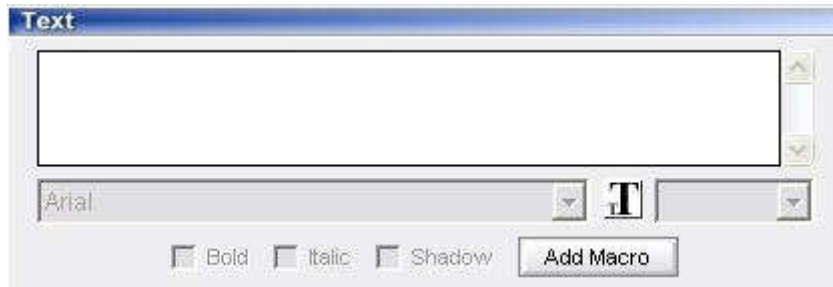 Text
Arial
T T
Bold Italic Shadow Add Macro